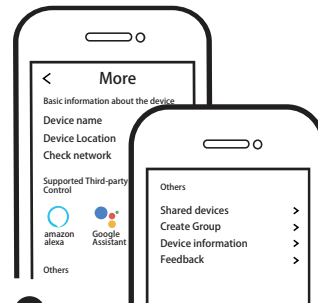 < More
Basic information about the device
Device name
Device Location
Check network
Supported Third-party
Control
amazon
alexa
Google
Assistant
Others
Others
Shared devices >
Create Group >
Device information >
Feedback >